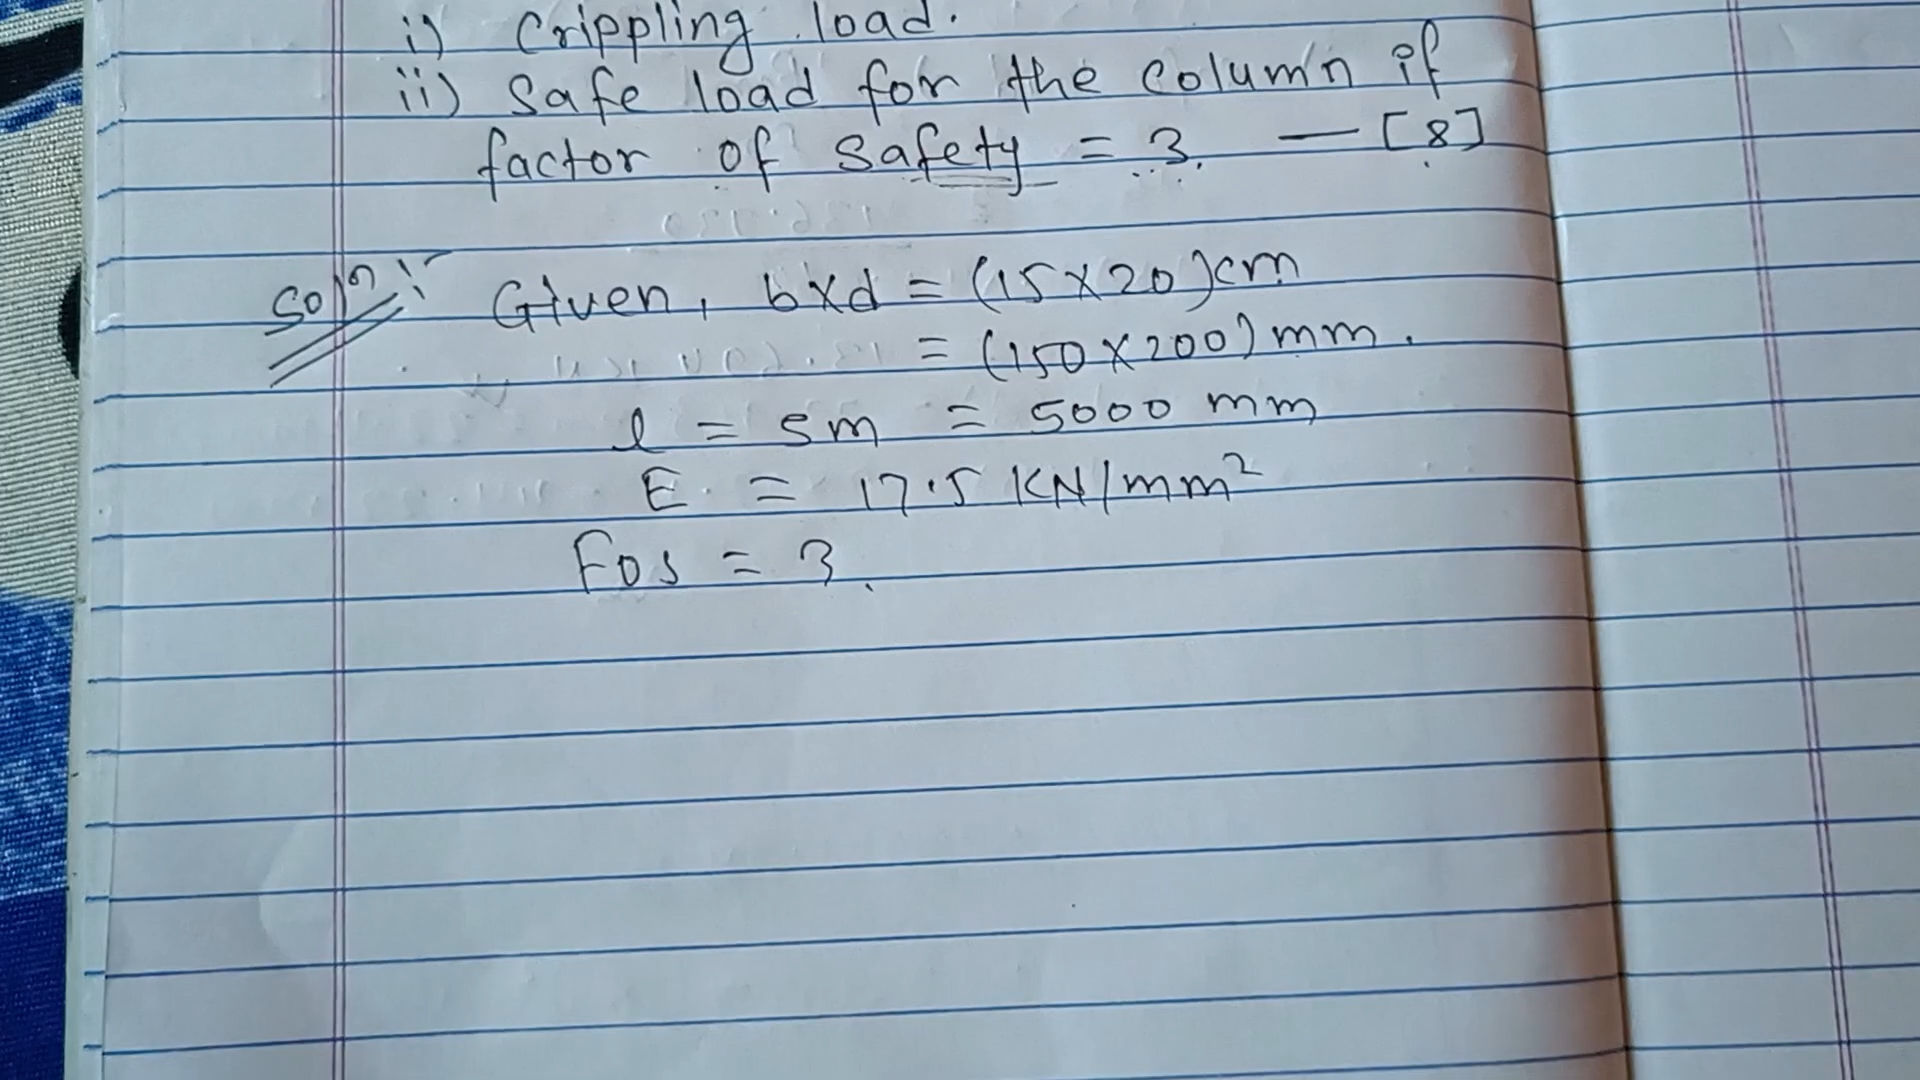 i) Crippling load.
ii) Safe load for the column if
factor of safety = 3. — [8]
Soln:- Given, b×d = (15×20)cm
= (150×200)mm.
l = 5m = 5000 mm
E = 17.5 KN/mm²
Fos = 3.